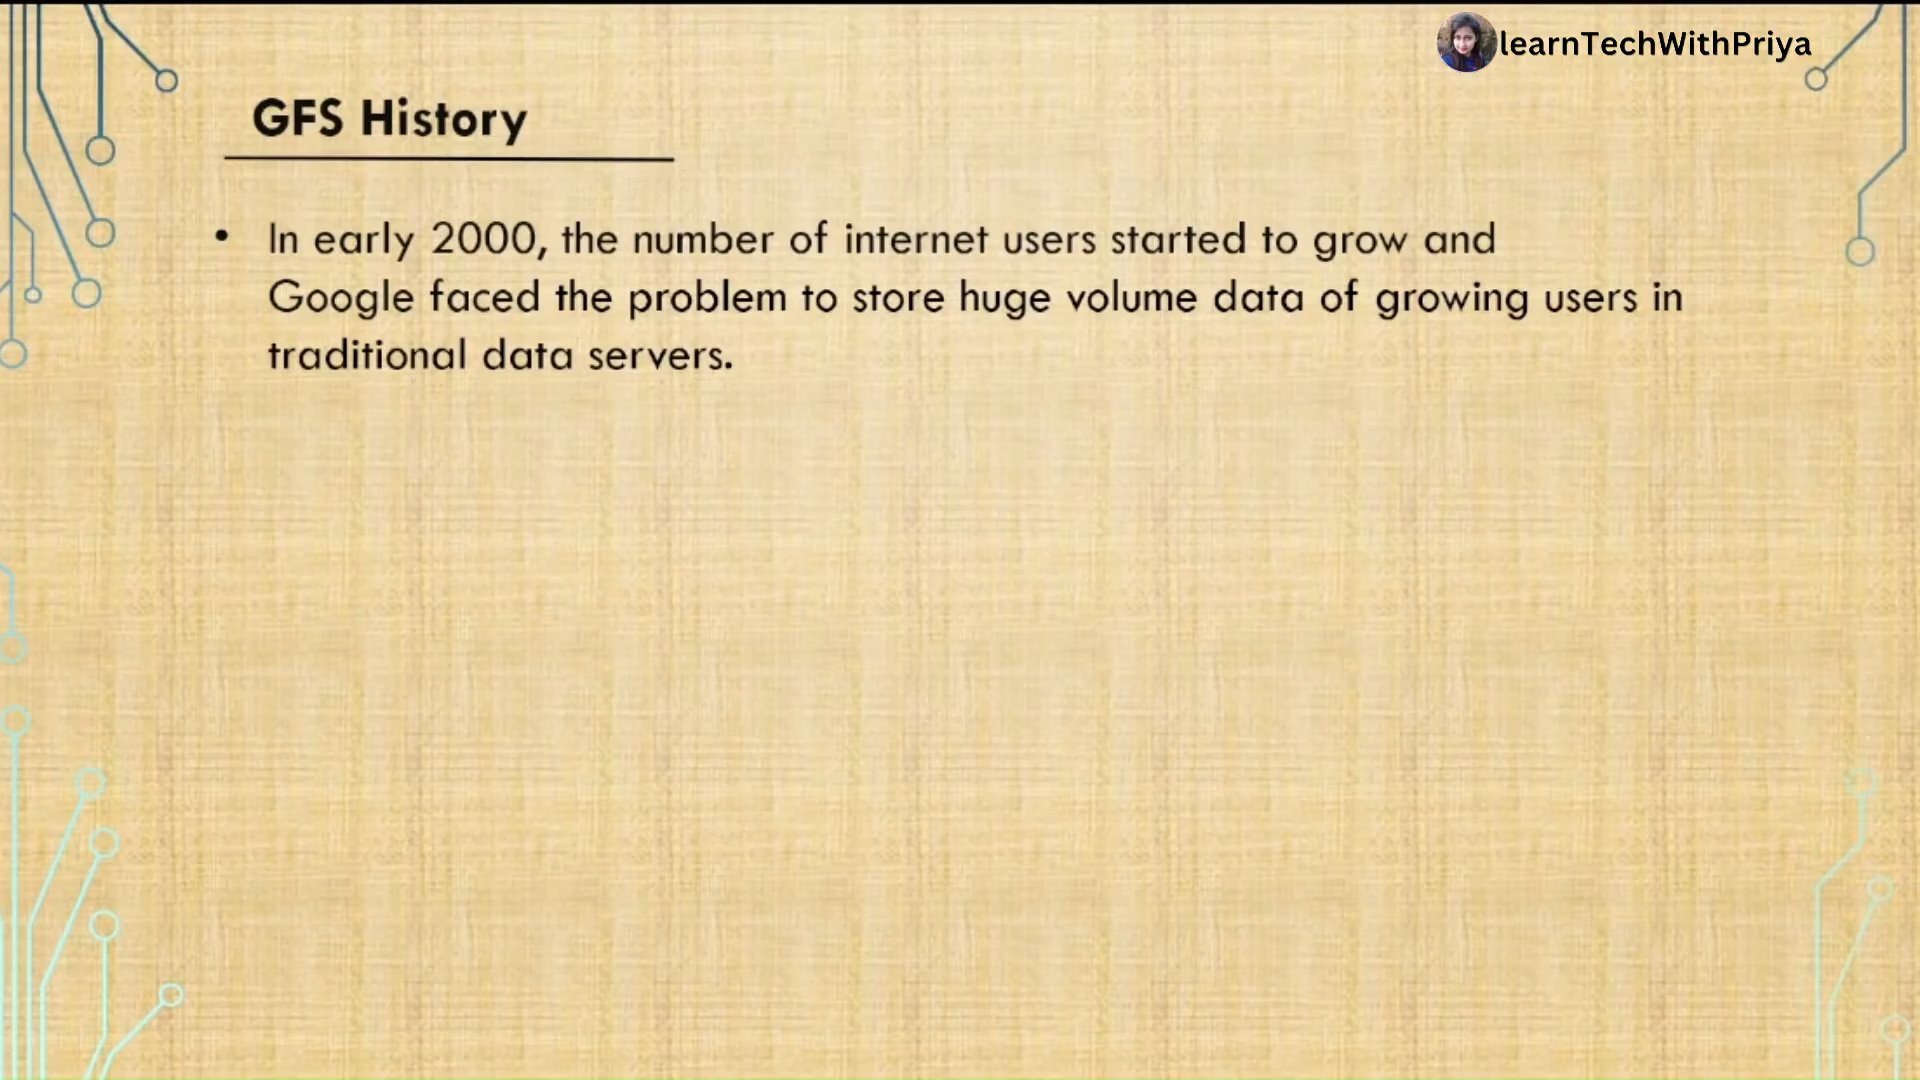 learnTechWithPriya
GFS History
• In early 2000, the number of internet users started to grow and
Google faced the problem to store huge volume data of growing users in
traditional data servers.